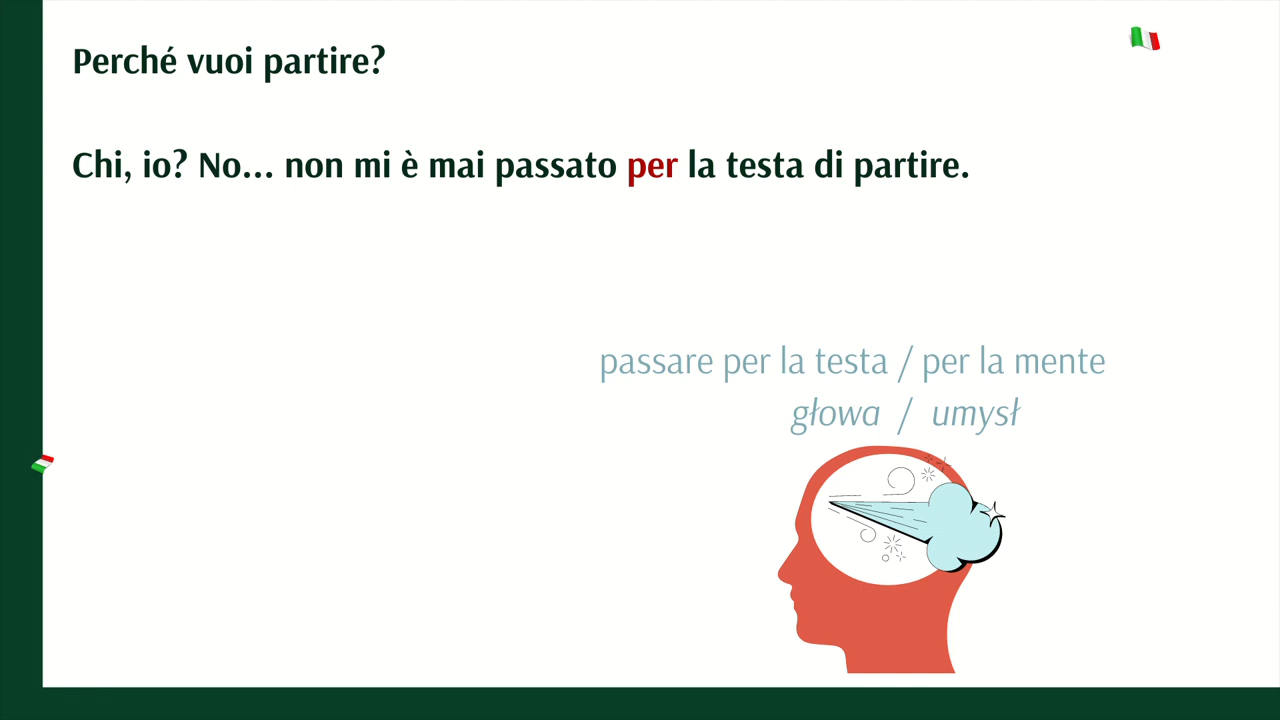 Perché vuoi partire?
Chi, io? No... non mi è mai passato per la testa di partire.
passare per la testa / per la mente
głowa / umysł